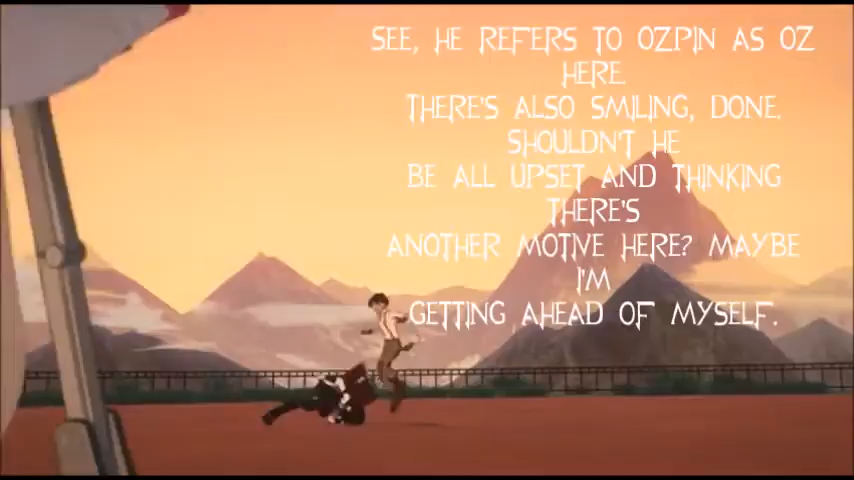 SEE, HE REFERS TO OZPIN AS OZ
HERE.
THERE'S ALSO SMILING, DONE.
SHOULDN'T HE
BE ALL UPSET AND THINKING
THERE'S
ANOTHER MOTIVE HERE? MAYBE
I'M
GETTING AHEAD OF MYSELF.